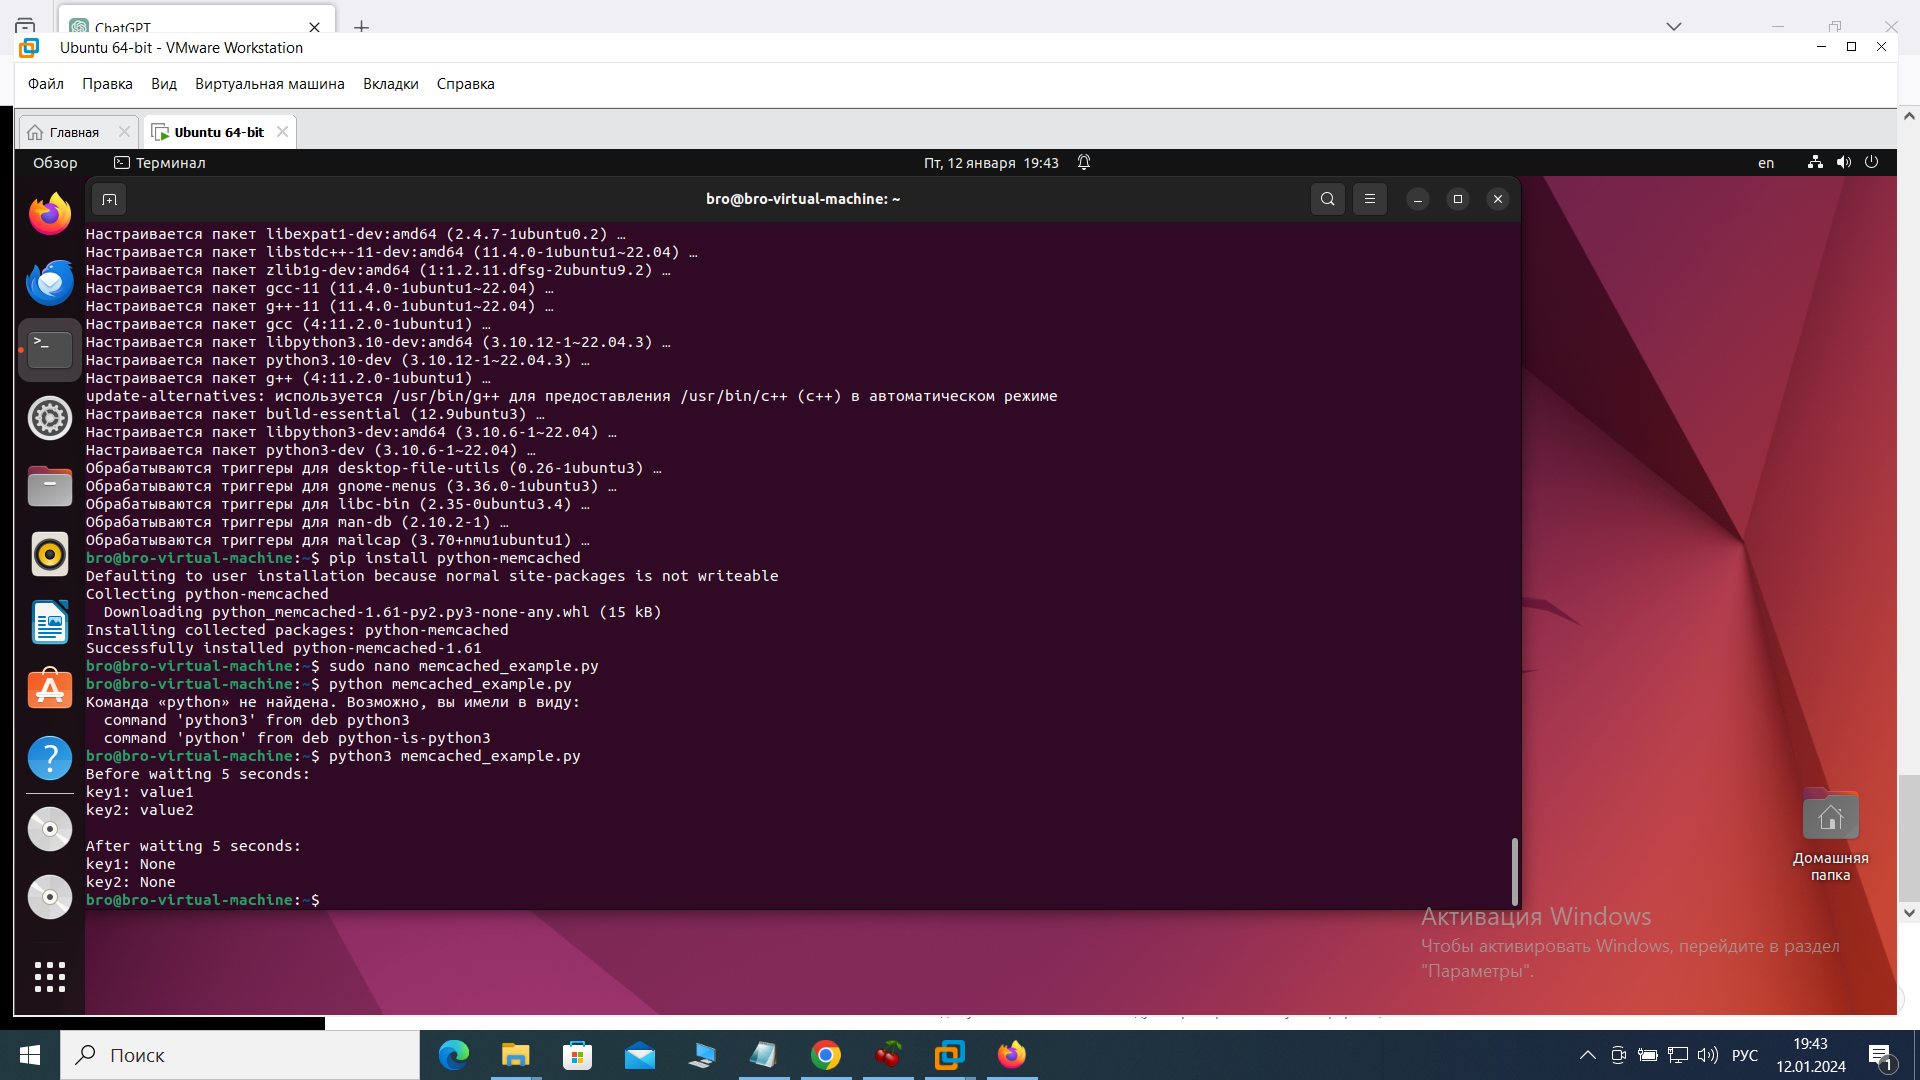 ChatGPT
Ubuntu 64-bit - VMware Workstation
Файл Правка Вид Виртуальная машина Вкладки Справка
Главная Ubuntu 64-bit
Обзор Терминал Пт, 12 января 19:43 en
bro@bro-virtual-machine: ~
Настраивается пакет libexpat1-dev:amd64 (2.4.7-1ubuntu0.2) …
Настраивается пакет libstdc++-11-dev:amd64 (11.4.0-1ubuntu1~22.04) …
Настраивается пакет zlib1g-dev:amd64 (1:1.2.11.dfsg-2ubuntu9.2) …
Настраивается пакет gcc-11 (11.4.0-1ubuntu1~22.04) …
Настраивается пакет g++-11 (11.4.0-1ubuntu1~22.04) …
Настраивается пакет gcc (4:11.2.0-1ubuntu1) …
Настраивается пакет libpython3.10-dev:amd64 (3.10.12-1~22.04.3) …
Настраивается пакет python3.10-dev (3.10.12-1~22.04.3) …
Настраивается пакет g++ (4:11.2.0-1ubuntu1) …
update-alternatives: используется /usr/bin/g++ для предоставления /usr/bin/c++ (c++) в автоматическом режиме
Настраивается пакет build-essential (12.9ubuntu3) …
Настраивается пакет libpython3-dev:amd64 (3.10.6-1~22.04) …
Настраивается пакет python3-dev (3.10.6-1~22.04) …
Обрабатываются триггеры для desktop-file-utils (0.26-1ubuntu3) …
Обрабатываются триггеры для gnome-menus (3.36.0-1ubuntu3) …
Обрабатываются триггеры для libc-bin (2.35-0ubuntu3.4) …
Обрабатываются триггеры для man-db (2.10.2-1) …
Обрабатываются триггеры для mailcap (3.70+nmu1ubuntu1) …
bro@bro-virtual-machine:~$ pip install python-memcached
Defaulting to user installation because normal site-packages is not writeable
Collecting python-memcached
  Downloading python_memcached-1.61-py2.py3-none-any.whl (15 kB)
Installing collected packages: python-memcached
Successfully installed python-memcached-1.61
bro@bro-virtual-machine:~$ sudo nano memcached_example.py
bro@bro-virtual-machine:~$ python memcached_example.py
Команда «python» не найдена. Возможно, вы имели в виду:
  command 'python3' from deb python3
  command 'python' from deb python-is-python3
bro@bro-virtual-machine:~$ python3 memcached_example.py
Before waiting 5 seconds:
key1: value1
key2: value2
After waiting 5 seconds:
key1: None
key2: None
bro@bro-virtual-machine:~$
Домашняя
папка
Активация Windows
Чтобы активировать Windows, перейдите в раздел
"Параметры".
Поиск
РУС
19:43
12.01.2024
1